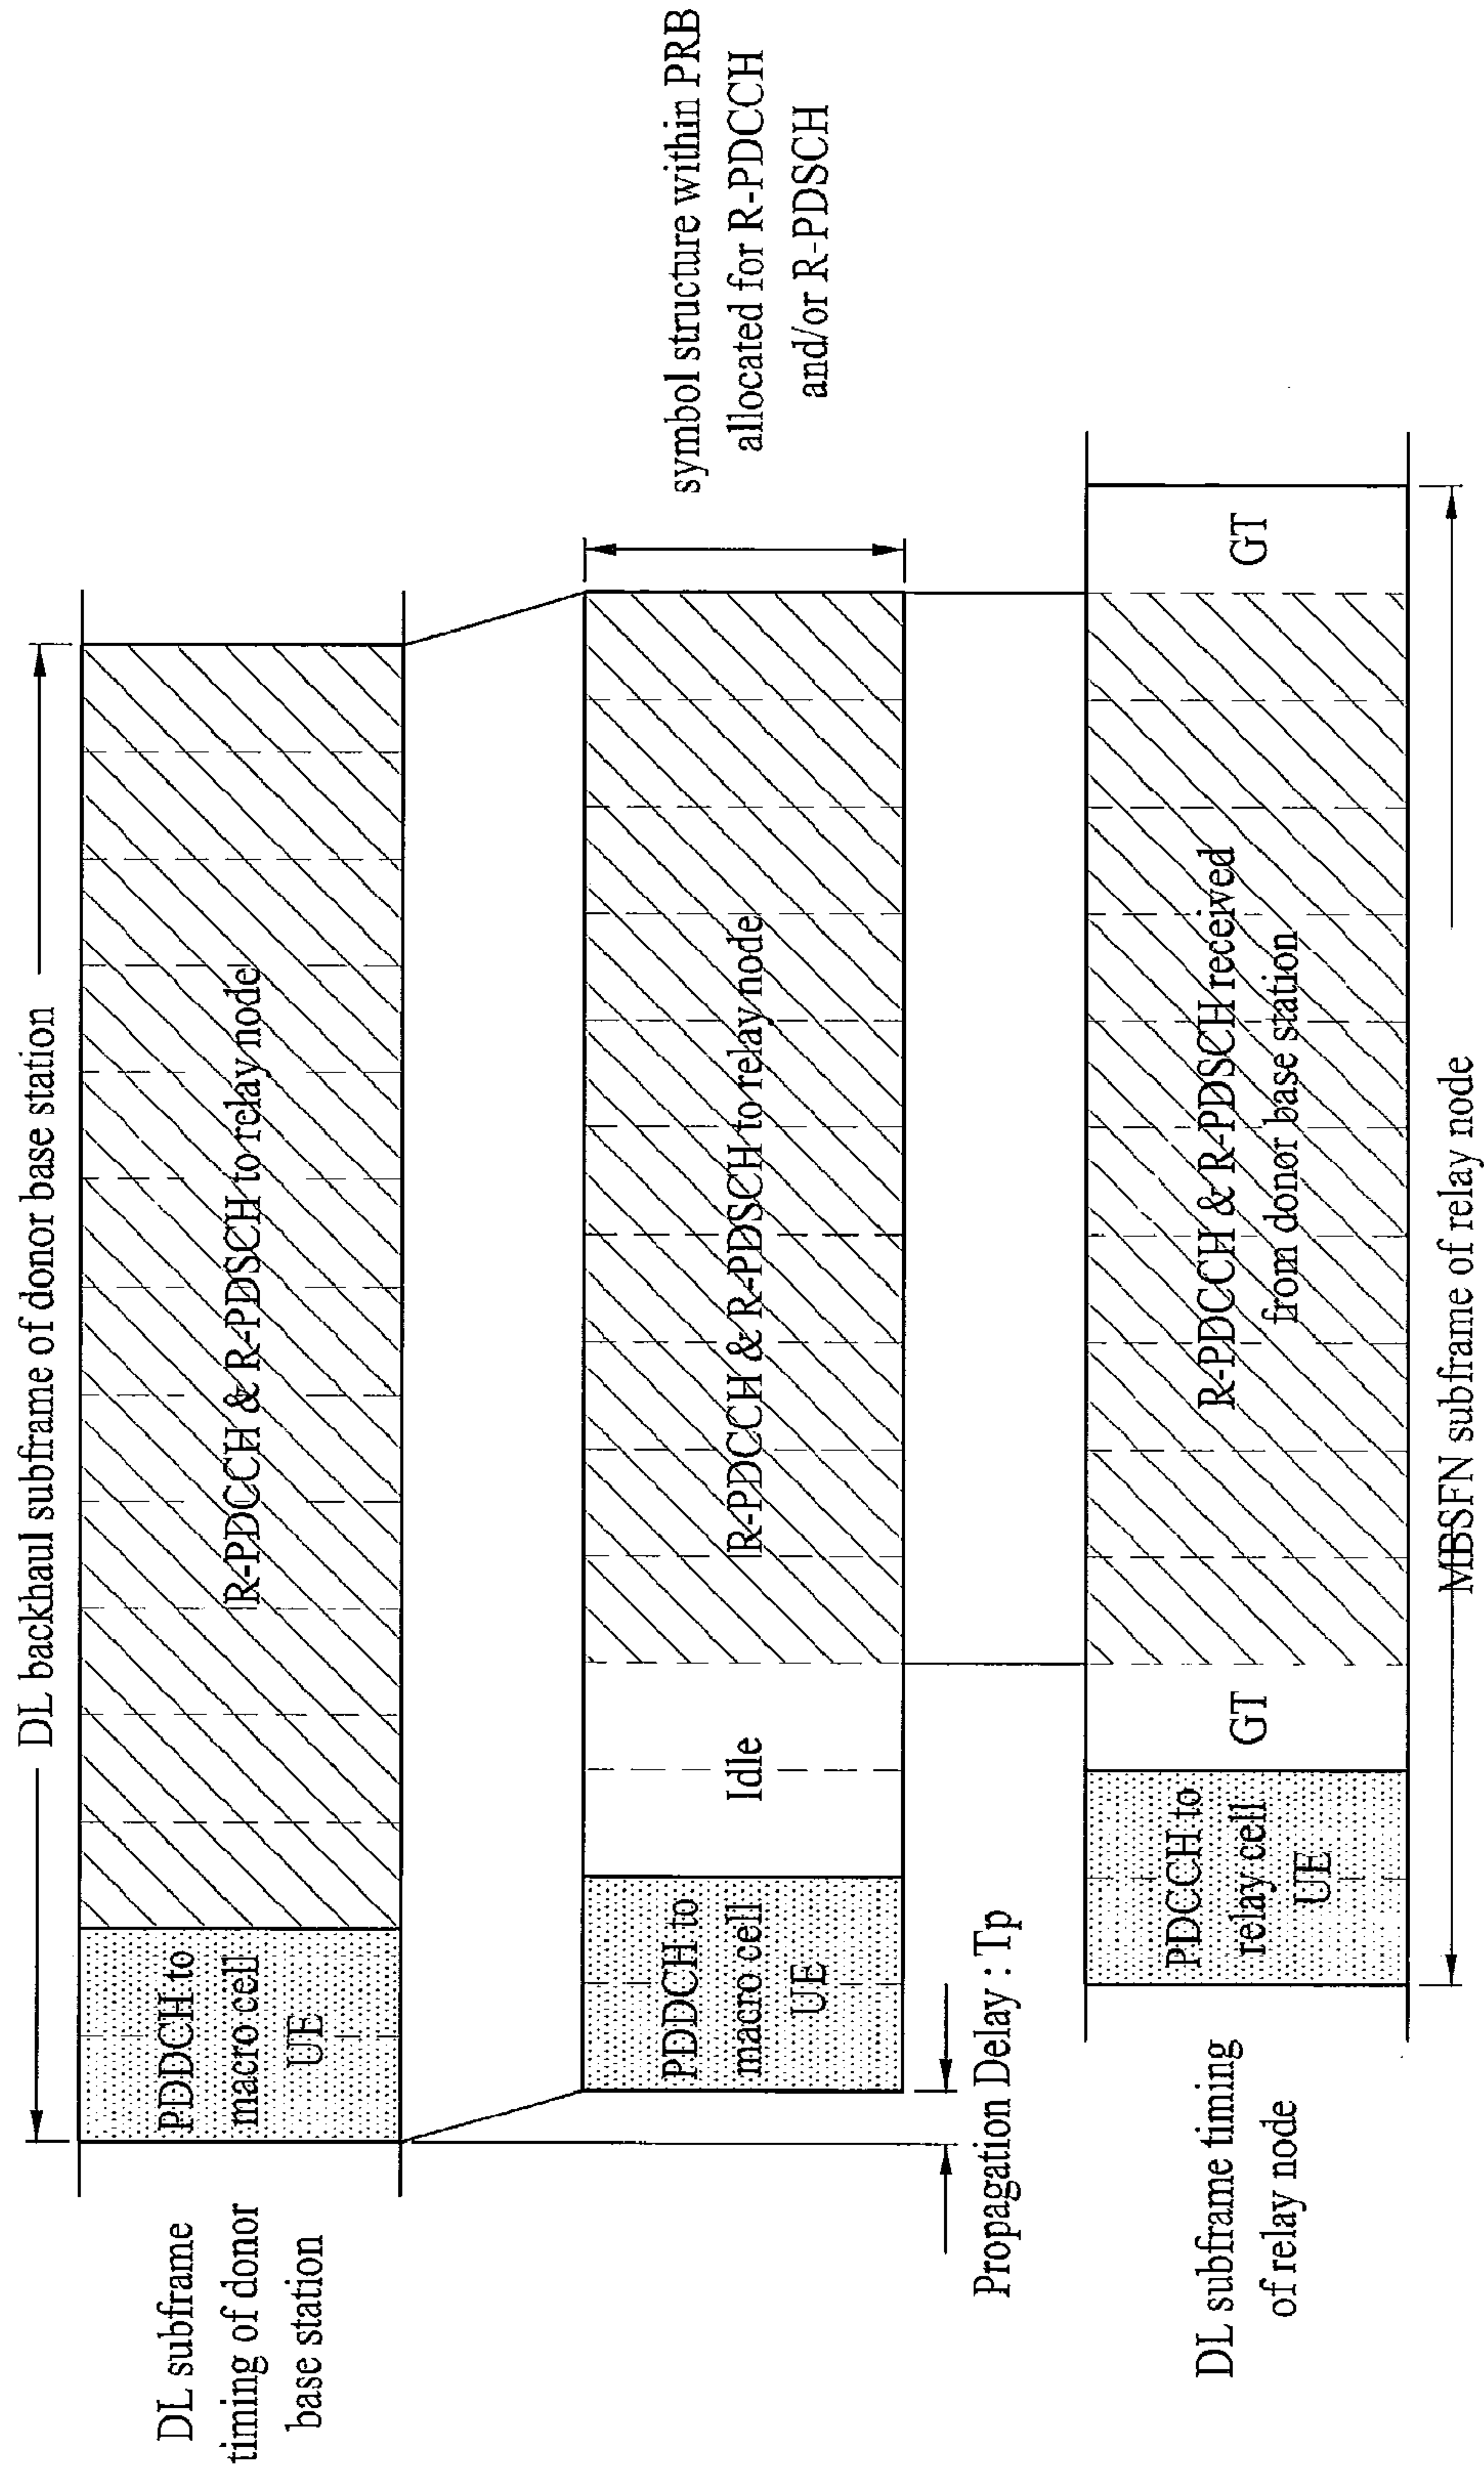 DL backhaul subframe of donor base station
DL subframe
timing of donor
base station
PDDCH to
macro cell
UE
R-PDCCH & R-PDSCH to relay node
symbol structure within PRB
allocated for R-PDCCH
and/or R-PDSCH
PDDCH to
macro cell
UE
Idle
R-PDCCH & R-PDSCH to relay node
Propagation Delay : Tp
DL subframe timing
of relay node
PDCCH to
relay cell
UE
GT
R-PDCCH & R-PDSCH received
from donor base station
GT
MBSFN subframe of relay node